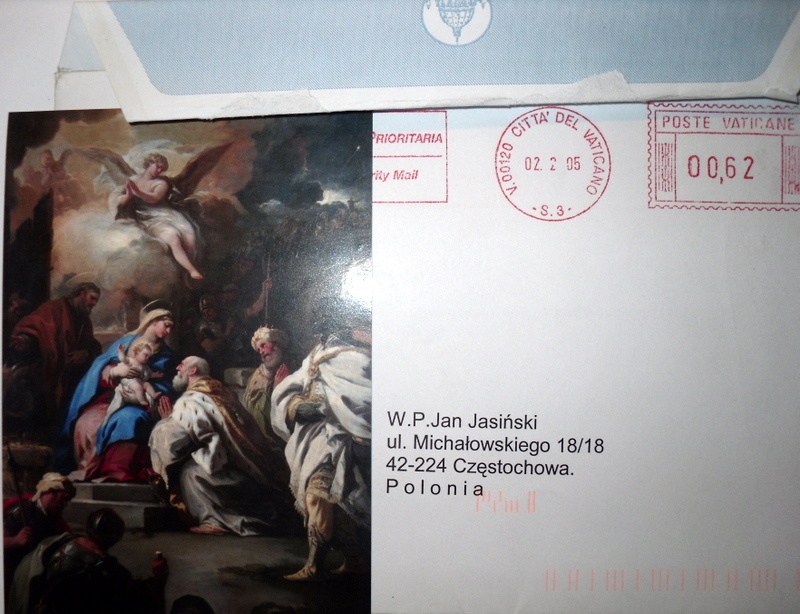 PRIORITARIA
rity Mail
V-00120 CITTA' DEL VATICANO
02. 2 05
- S.3 -
POSTE VATICANE
00,62
W.P.Jan Jasiński
ul. Michałowskiego 18/18
42-224 Częstochowa.
Polonia